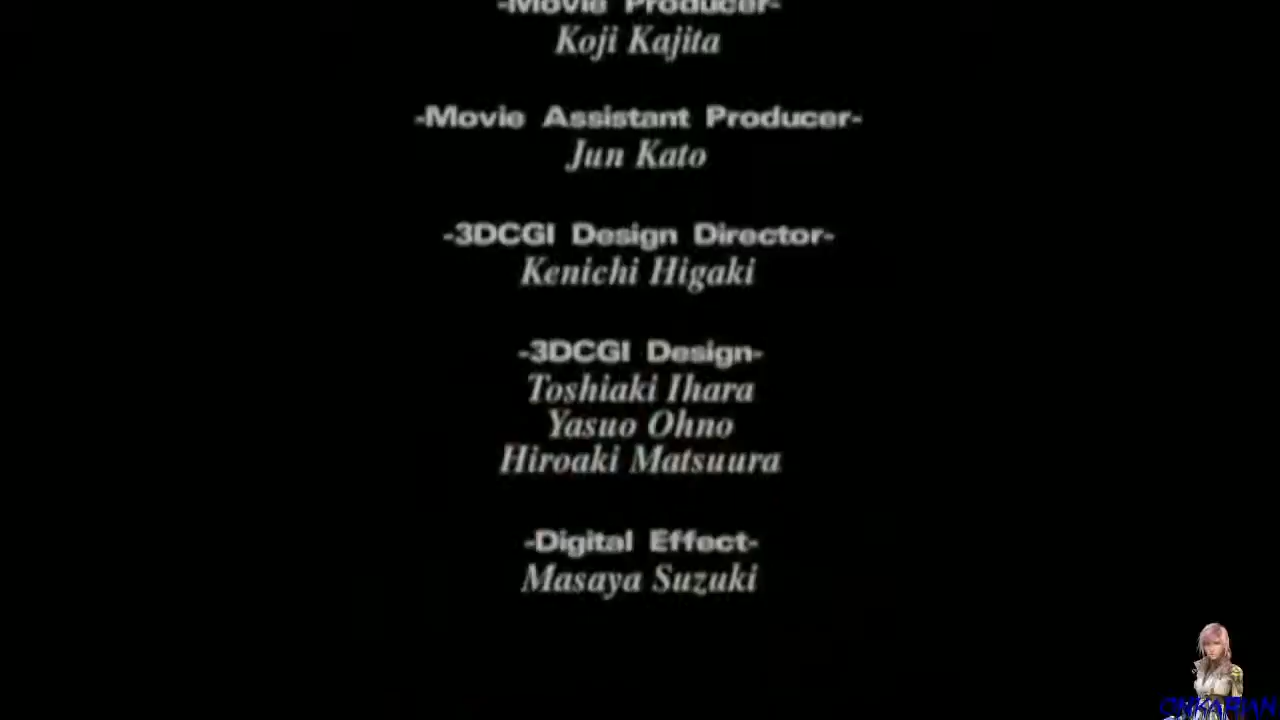 -Movie Producer-
Koji Kajita
-Movie Assistant Producer-
Jun Kato
-3DCGI Design Director-
Kenichi Higaki
-3DCGI Design-
Toshiaki Ihara
Yasuo Ohno
Hiroaki Matsuura
-Digital Effect-
Masaya Suzuki